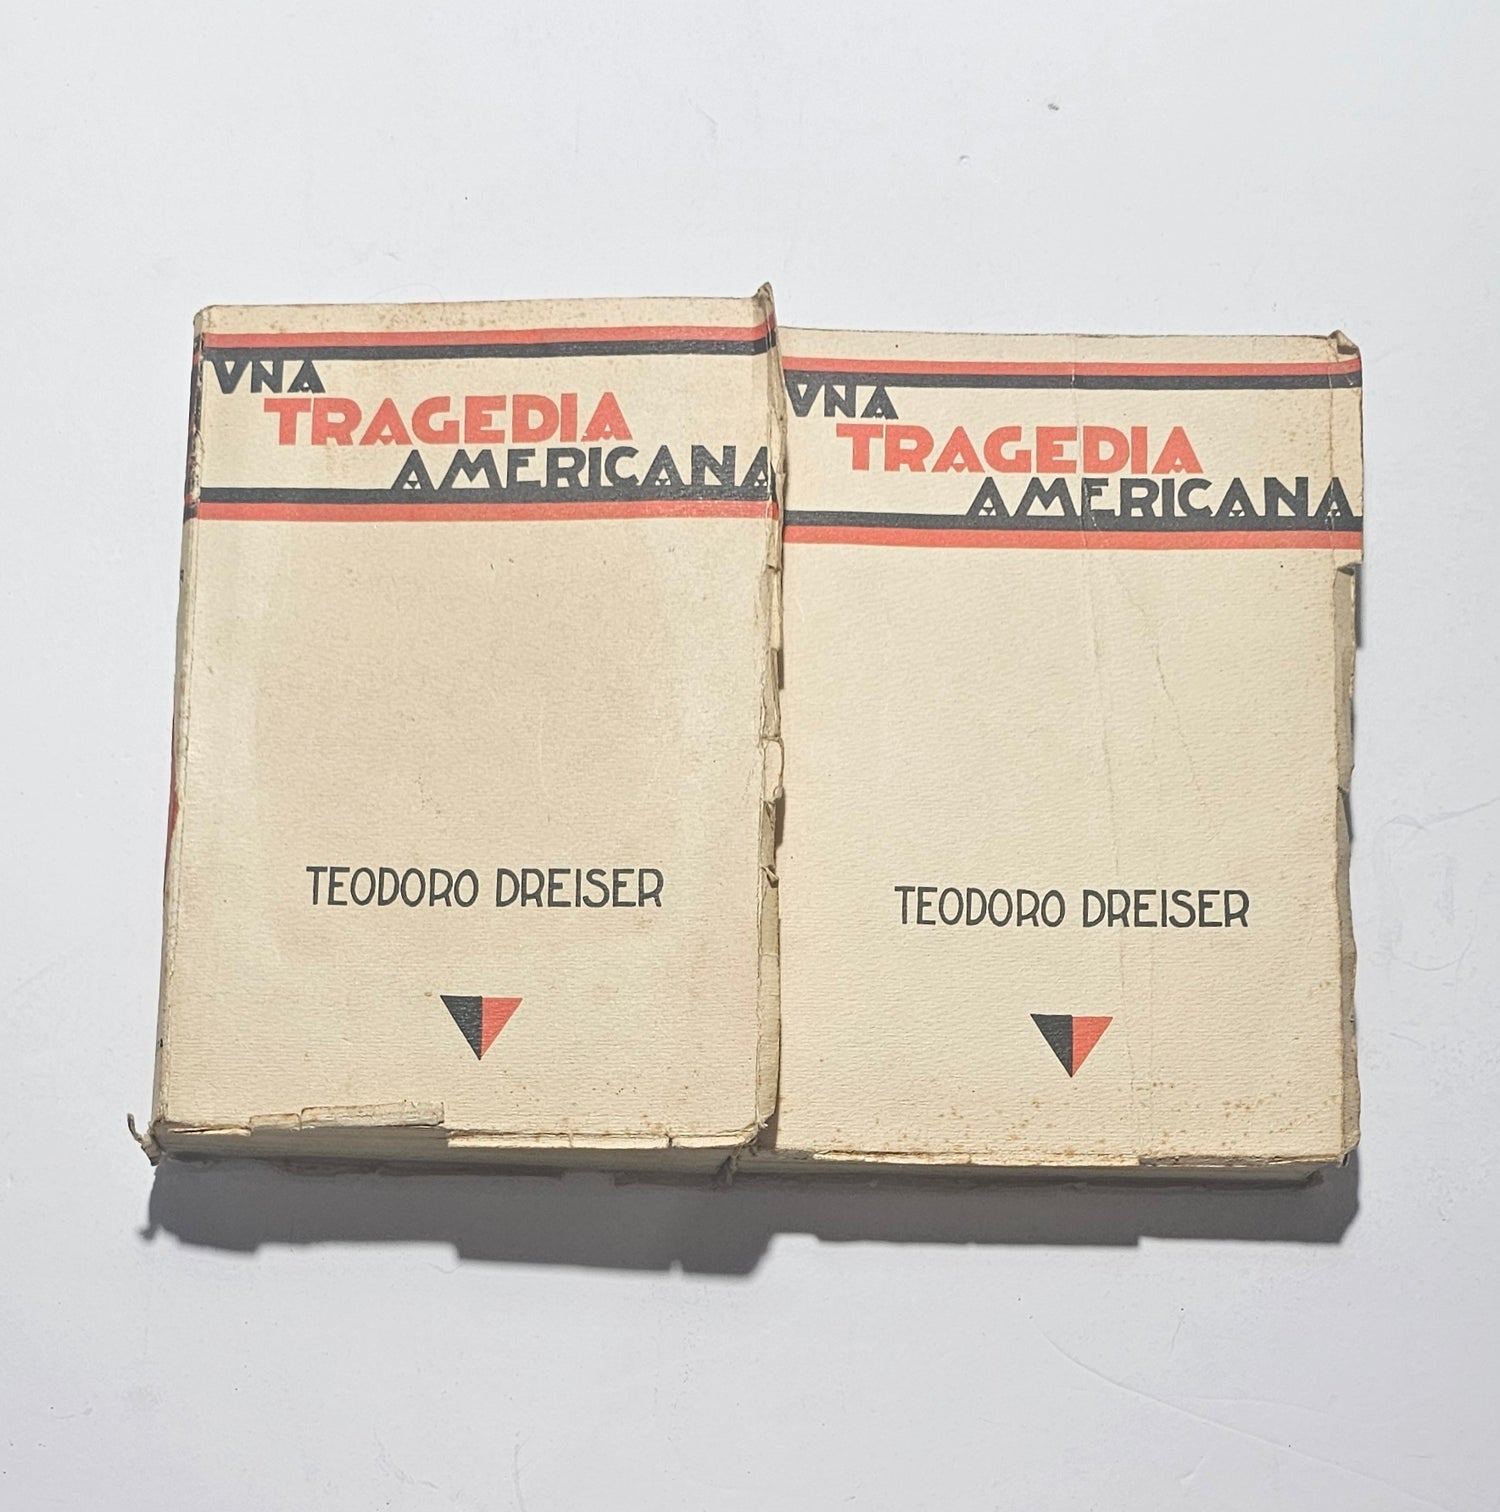 VNA
TRAGEDIA
AMERICANA
TEODORO DREISER
VNA
TRAGEDIA
AMERICANA
TEODORO DREISER